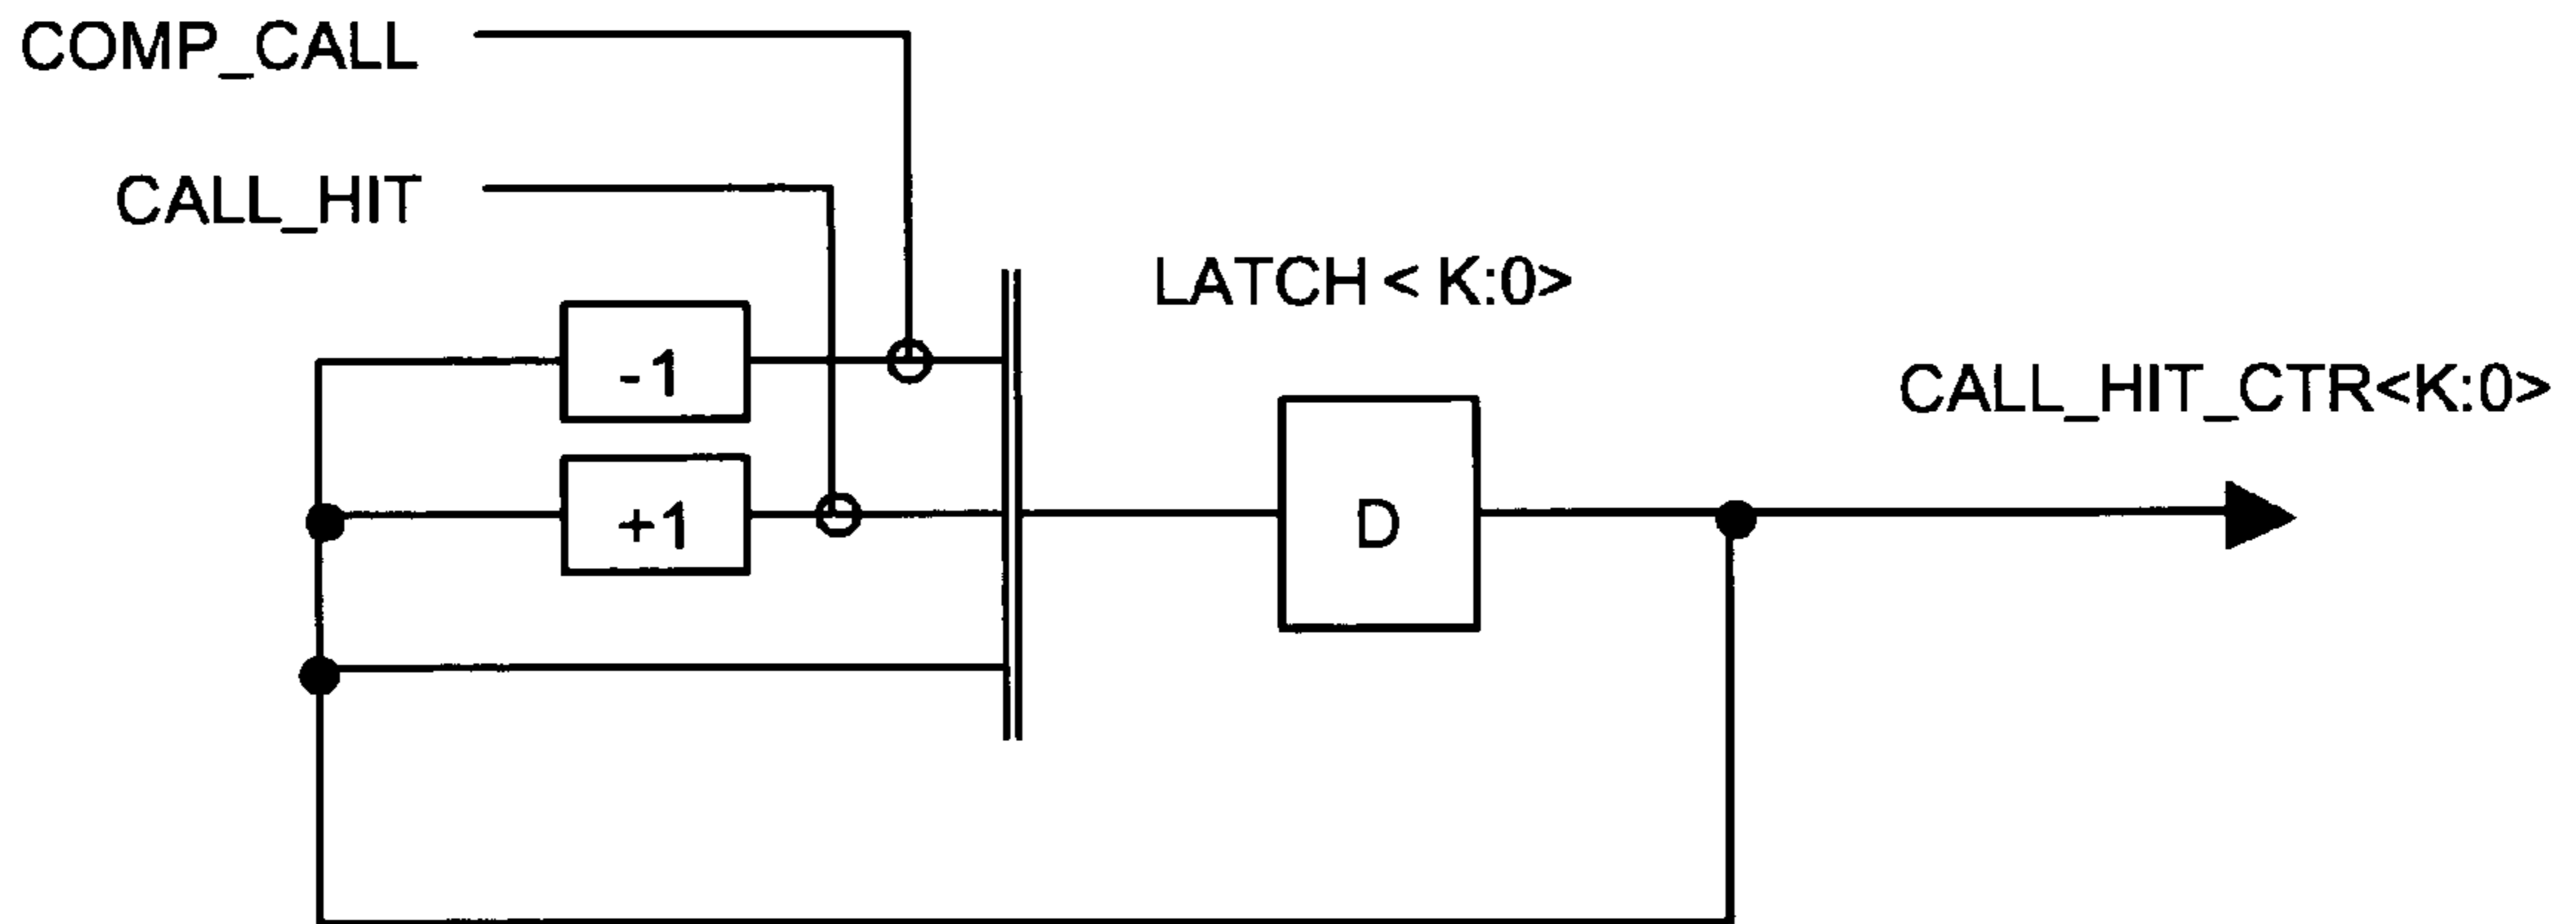 COMP_CALL
CALL_HIT
LATCH < K:0>
CALL_HIT_CTR<K:0>
-1
+1
D